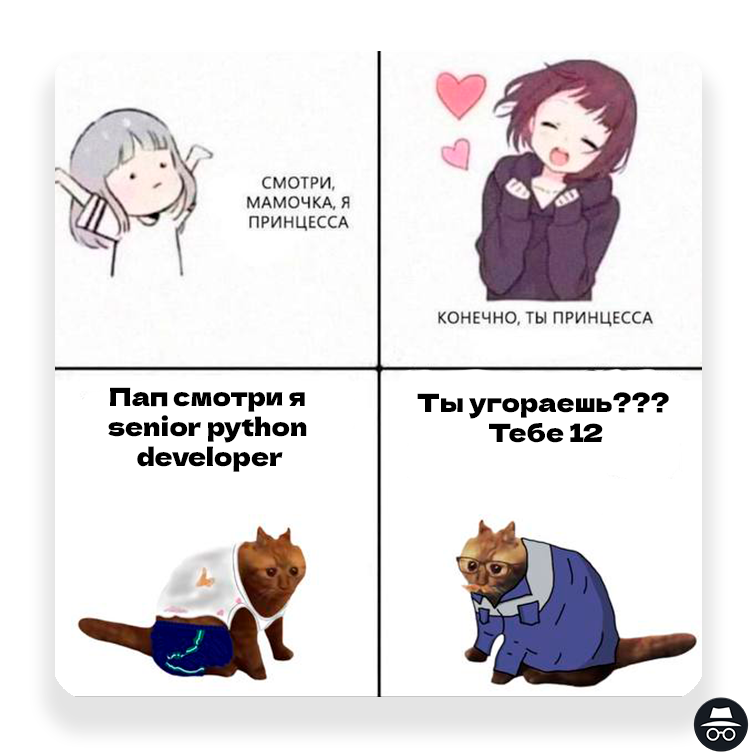 СМОТРИ,
МАМОЧКА, Я
ПРИНЦЕССА
КОНЕЧНО, ТЫ ПРИНЦЕССА
Пап смотри я
senior python
developer
Ты угораешь???
Тебе 12